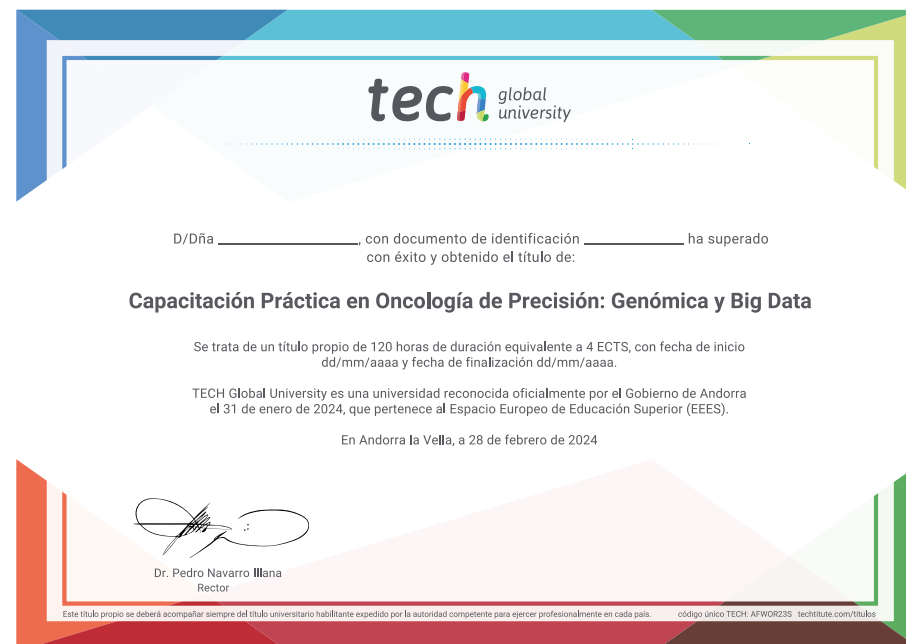 tech global university
D/Dña ____________________, con documento de identificación ______________ ha superado
con éxito y obtenido el título de:
Capacitación Práctica en Oncología de Precisión: Genómica y Big Data
Se trata de un título propio de 120 horas de duración equivalente a 4 ECTS, con fecha de inicio
dd/mm/aaaa y fecha de finalización dd/mm/aaaa.
TECH Global University es una universidad reconocida oficialmente por el Gobierno de Andorra
el 31 de enero de 2024, que pertenece al Espacio Europeo de Educación Superior (EEES).
En Andorra la Vella, a 28 de febrero de 2024
Dr. Pedro Navarro Illana
Rector
Este título propio se deberá acompañar siempre del título universitario habilitante expedido por la autoridad competente para ejercer profesionalmente en cada país. código único TECH: AFWOR23S techtitute.com/titulos